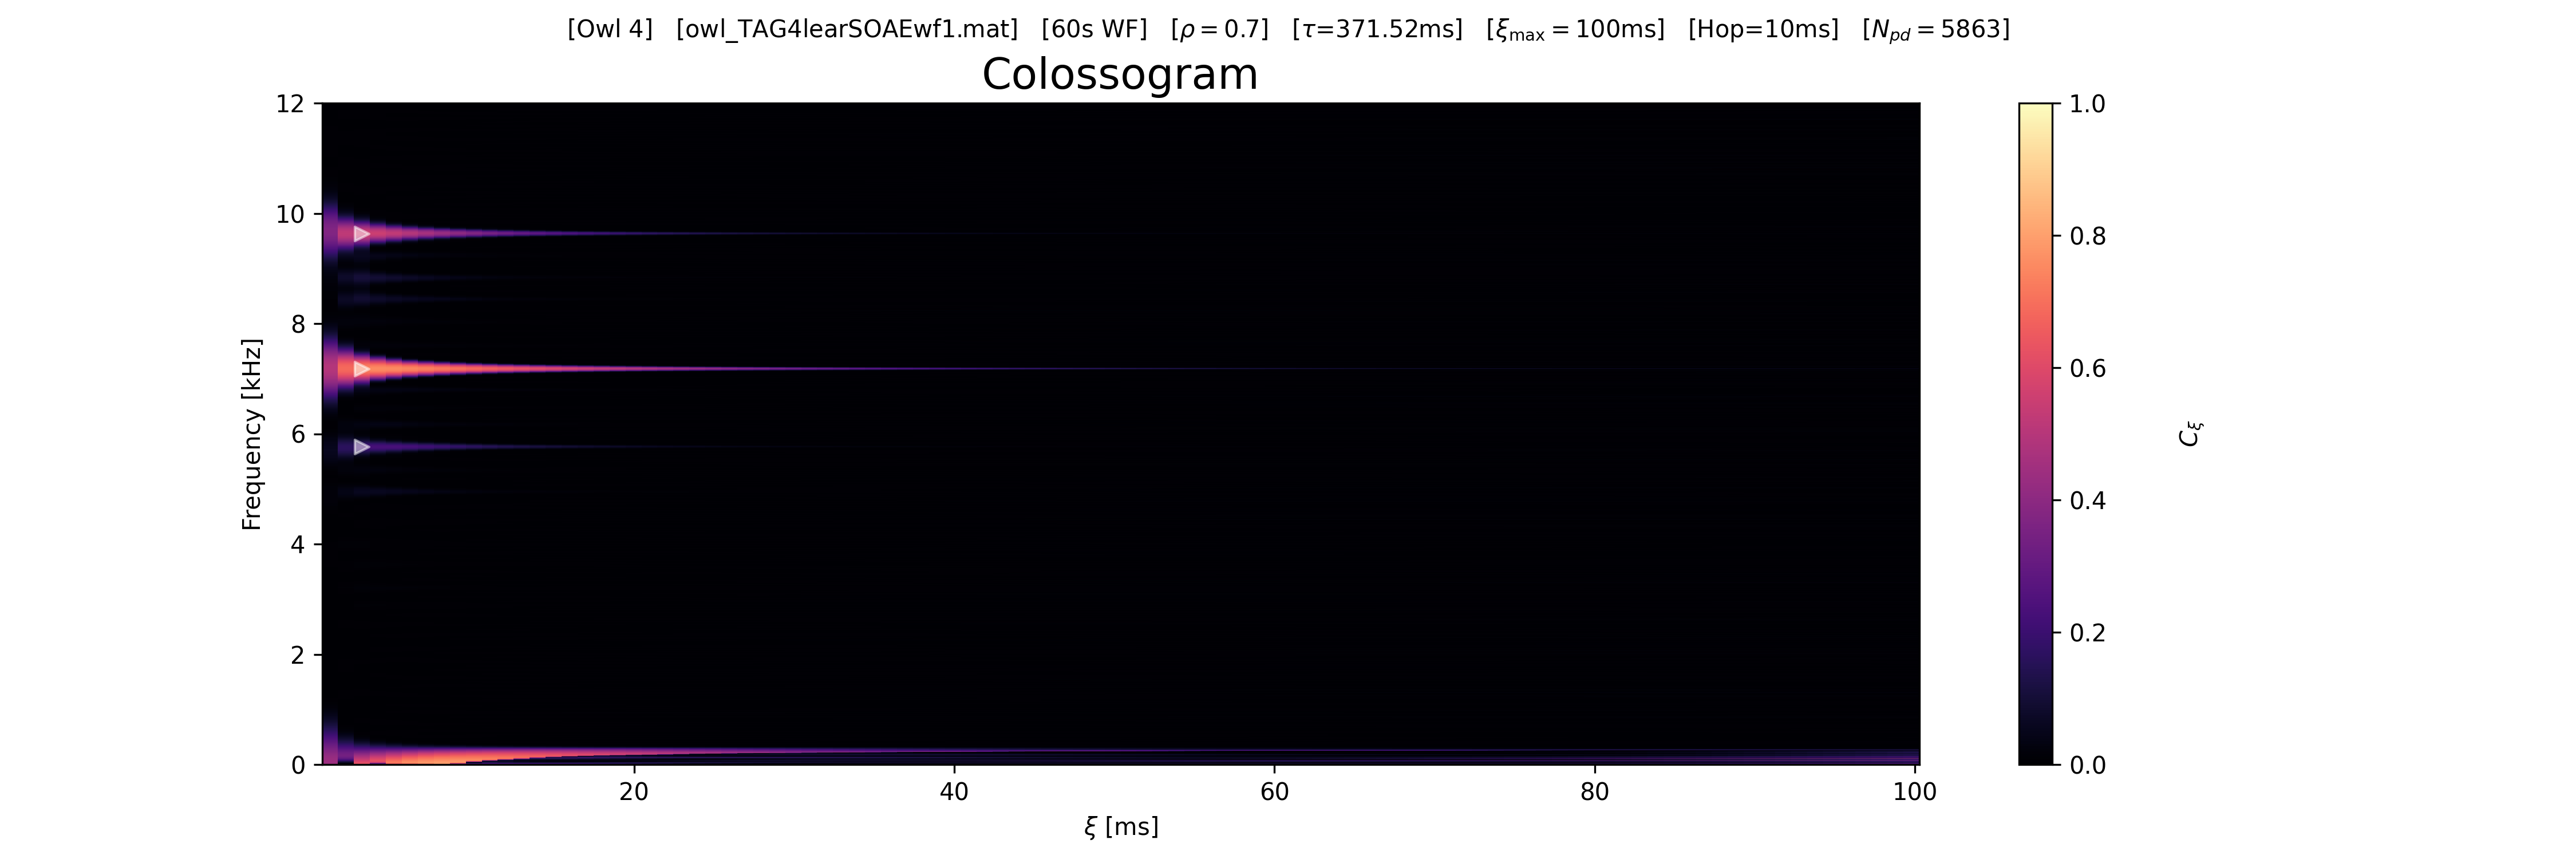 [Owl 4] [owl_TAG4learSOAEwf1.mat] [60s WF] [ρ = 0.7] [τ=371.52ms] [ξmax = 100ms] [Hop=10ms] [Npd = 5863]
Colossogram
12
10
8
6
4
2
0
Frequency [kHz]
20 40 60 80 100
ξ [ms]
1.0
0.8
0.6
0.4
0.2
0.0
Cξ